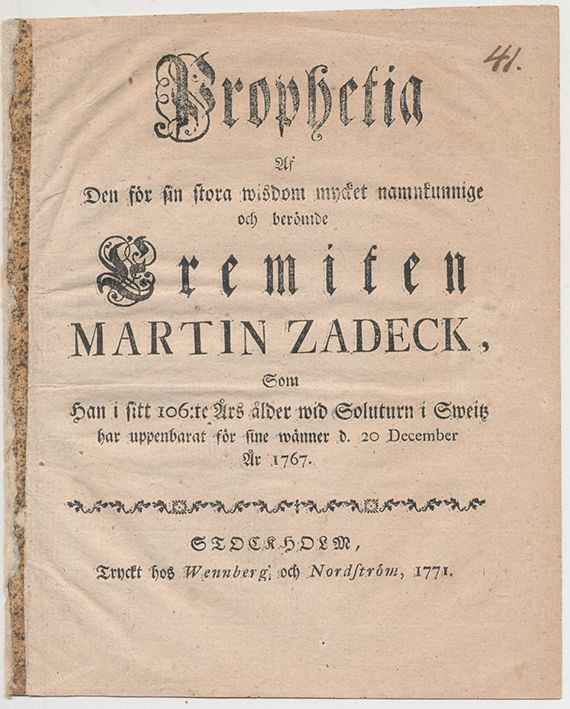 41.
Prophetia
Af
Den för sin stora wisdom mycket namnkunnige
och berömde
Eremiten
MARTIN ZADECK,
Som
Han i sitt 106:te Års ålder wid Soluturn i Sweitz
har uppenbarat för sine wänner d. 20 December
År 1767.
STOCKHOLM,
Tryckt hos Wennberg, och Nordström, 1771.